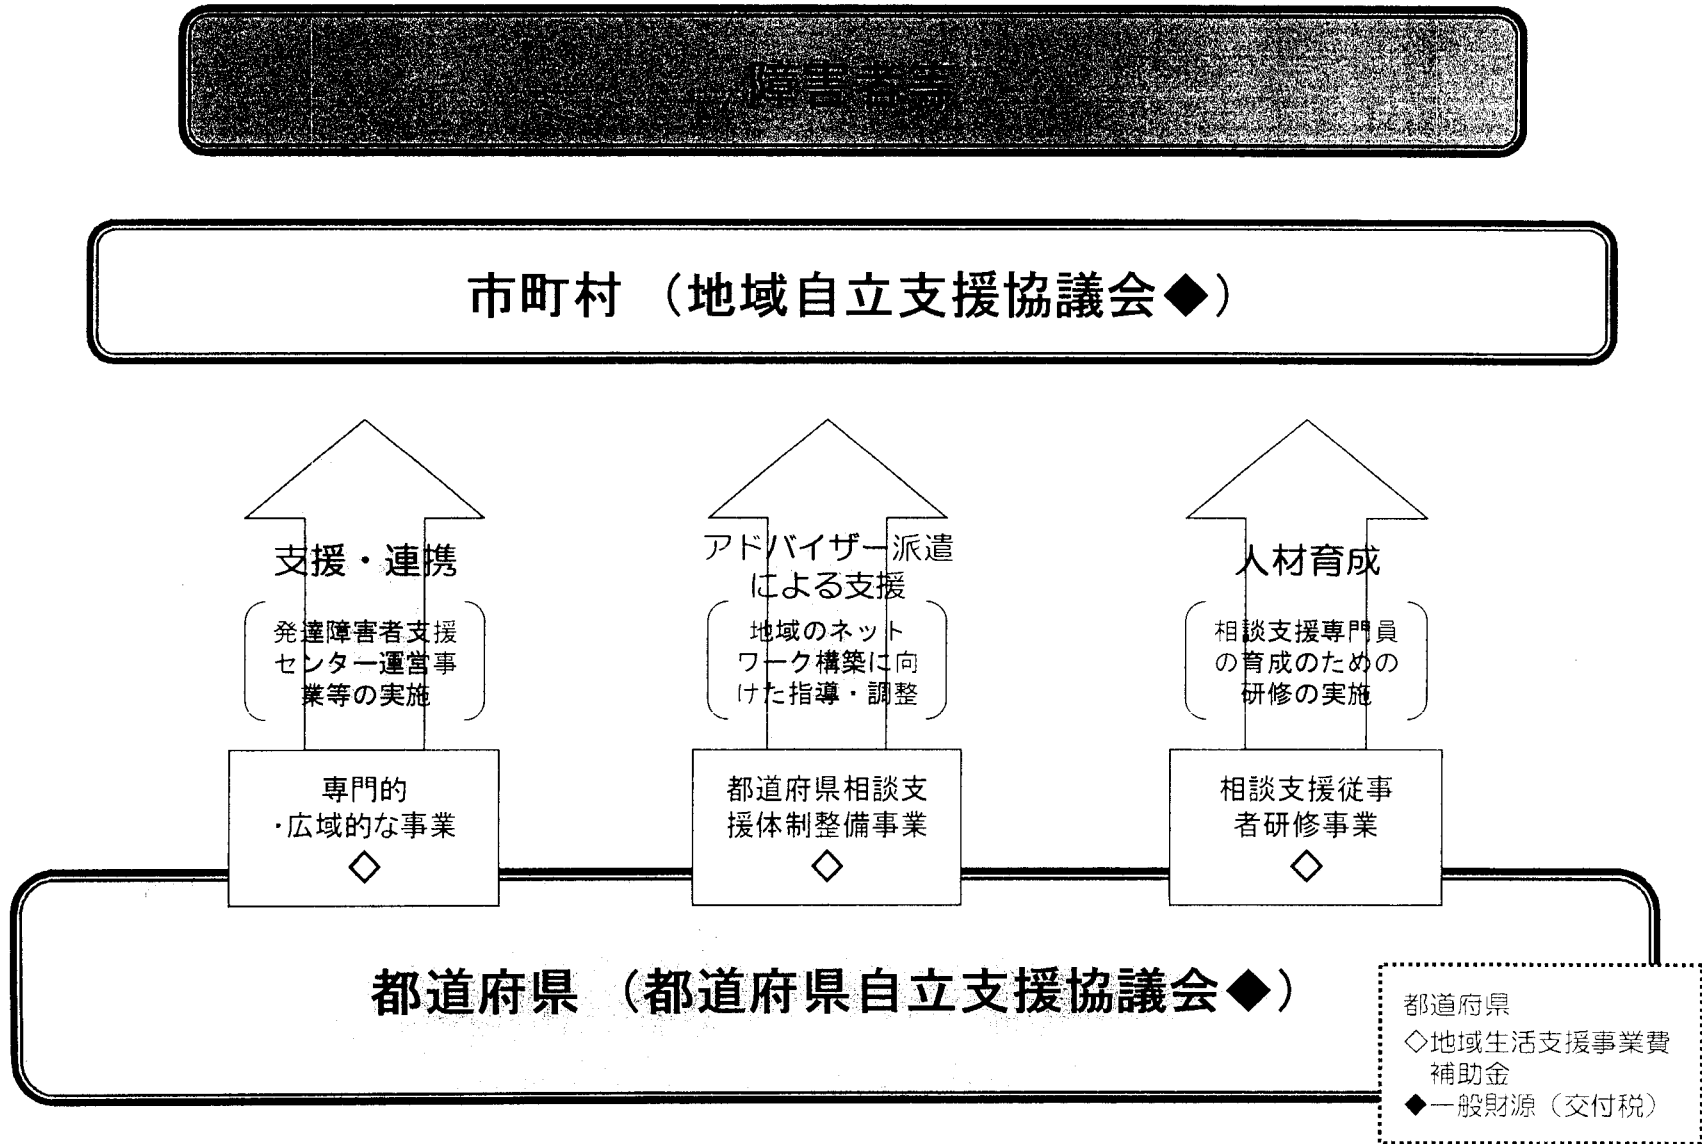 障害者等
市町村（地域自立支援協議会◆）
支援・連携
発達障害者支援
センター運営事
業等の実施
アドバイザー派遣
による支援
地域のネット
ワーク構築に向
けた指導・調整
人材育成
相談支援専門員
の育成のための
研修の実施
専門的
・広域的な事業
◇
都道府県相談支
援体制整備事業
◇
相談支援従事
者研修事業
◇
都道府県（都道府県自立支援協議会◆）
都道府県
◇地域生活支援事業費
補助金
◆一般財源（交付税）